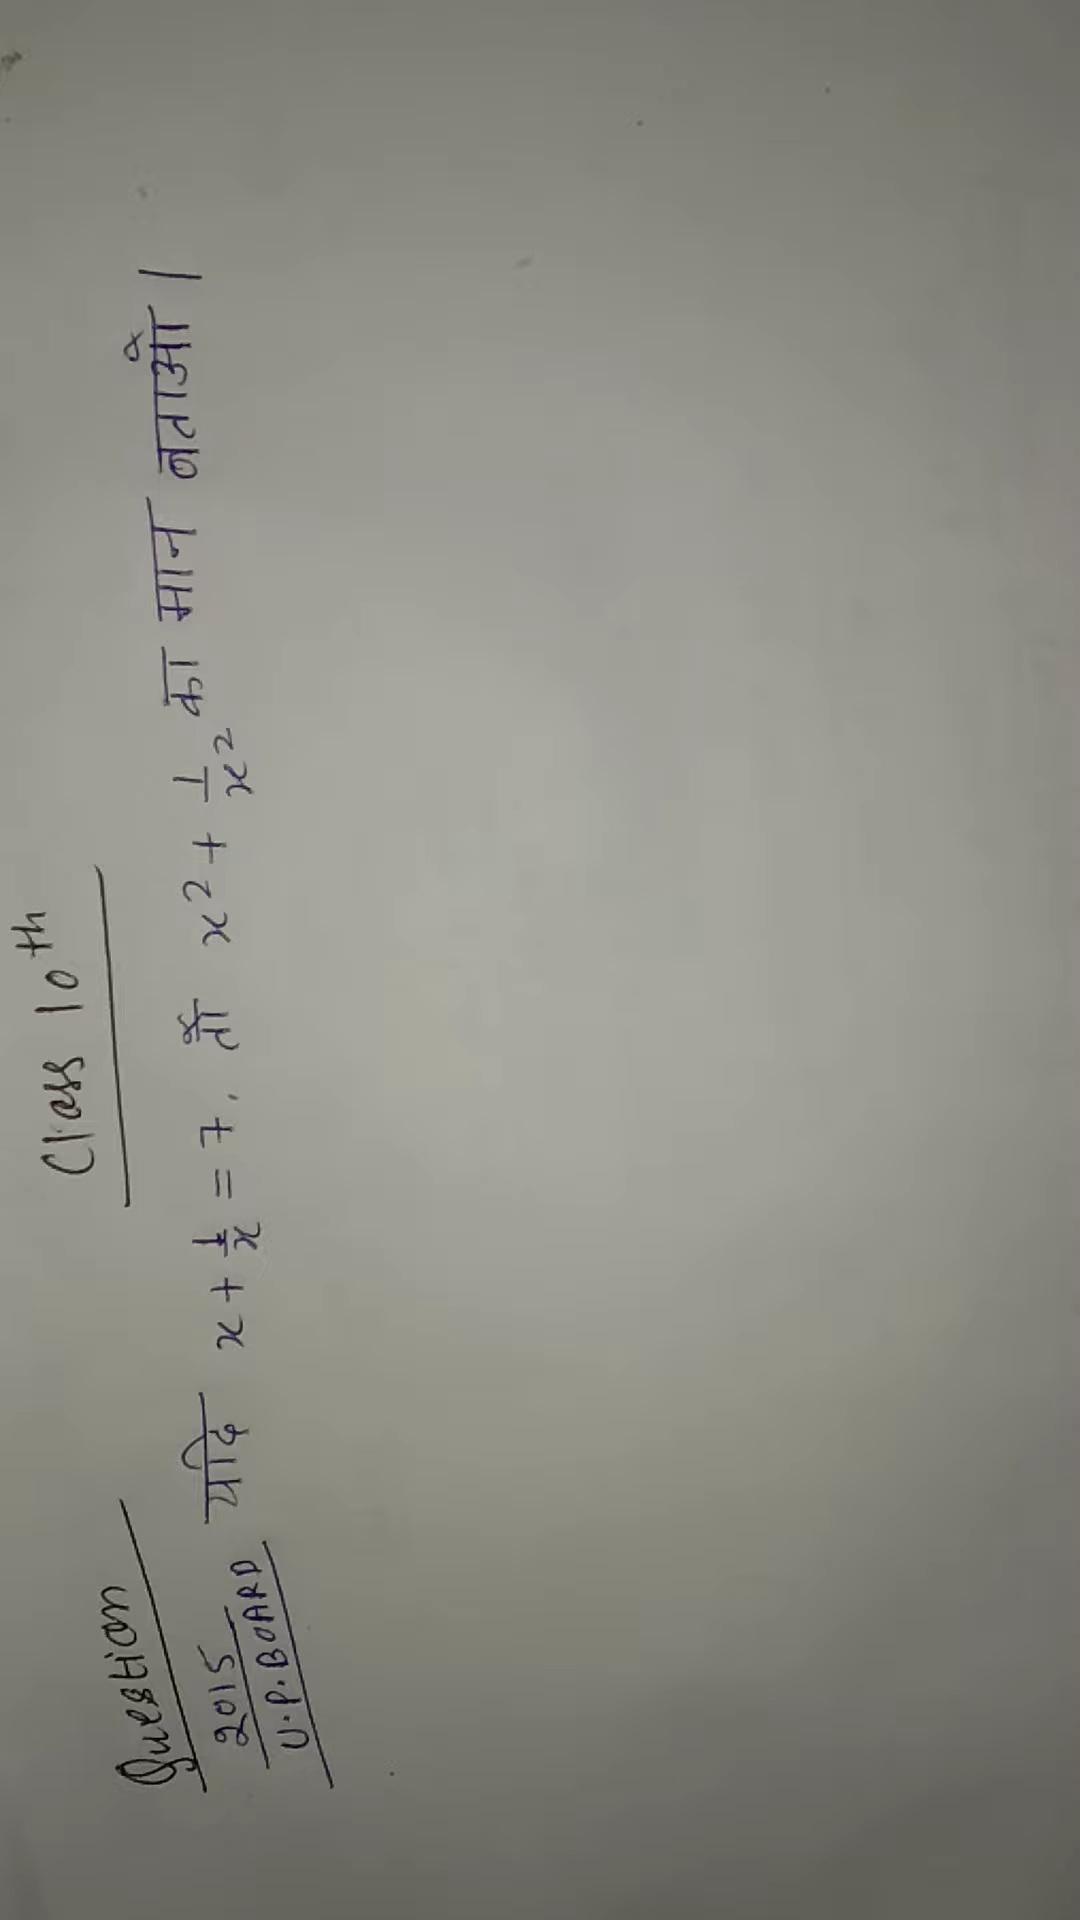 Class 10th
Question
2015 यदि x + 1/x = 7, तो x² + 1/x² का मान बताओ।
U.P. BOARD